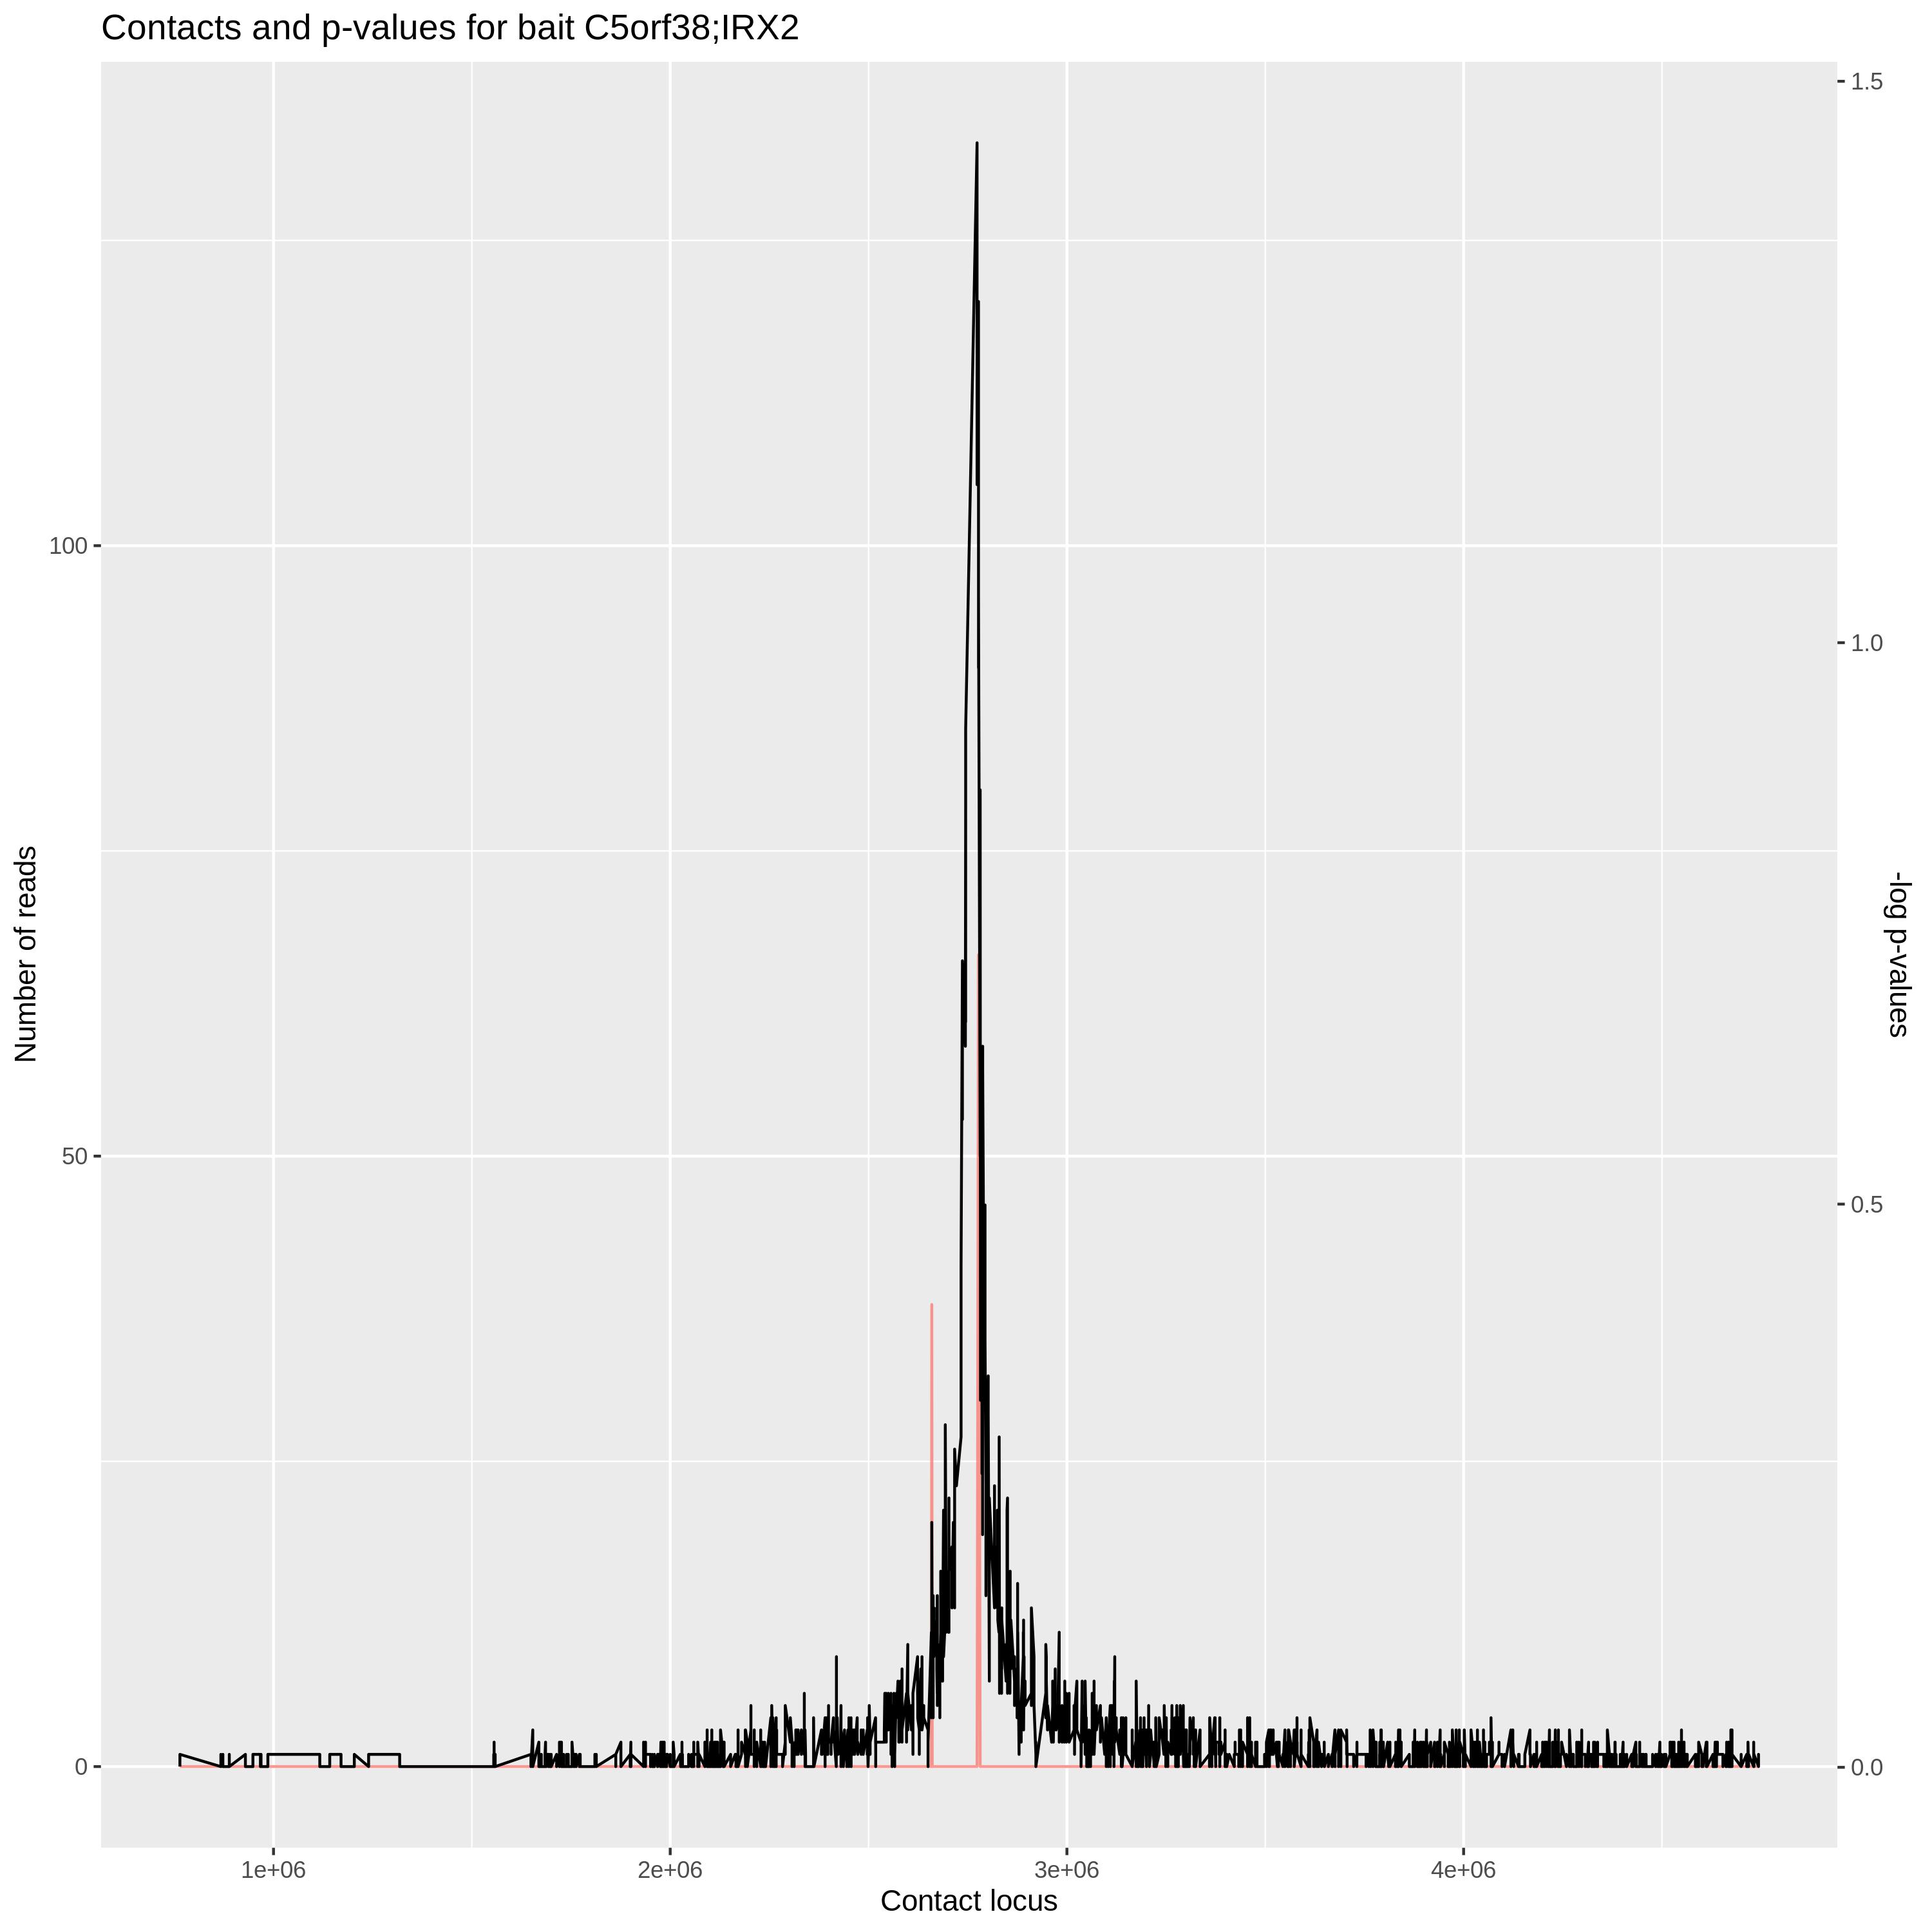 Contacts and p-values for bait C5orf38;IRX2
1.5
100
1.0
Number of reads
-log p-values
50
0.5
0
0.0
1e+06
2e+06
3e+06
4e+06
Contact locus